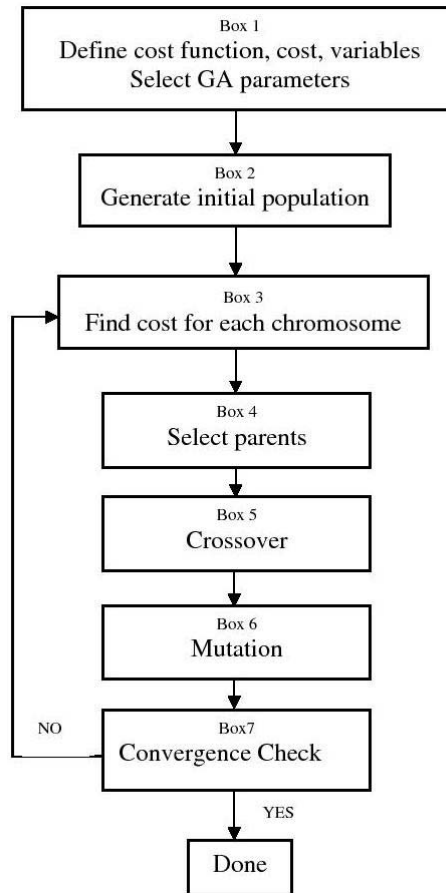 Box 1
Define cost function, cost, variables
Select GA parameters
Box 2
Generate initial population
Box 3
Find cost for each chromosome
Box 4
Select parents
Box 5
Crossover
Box 6
Mutation
Box7
Convergence Check
NO
YES
Done